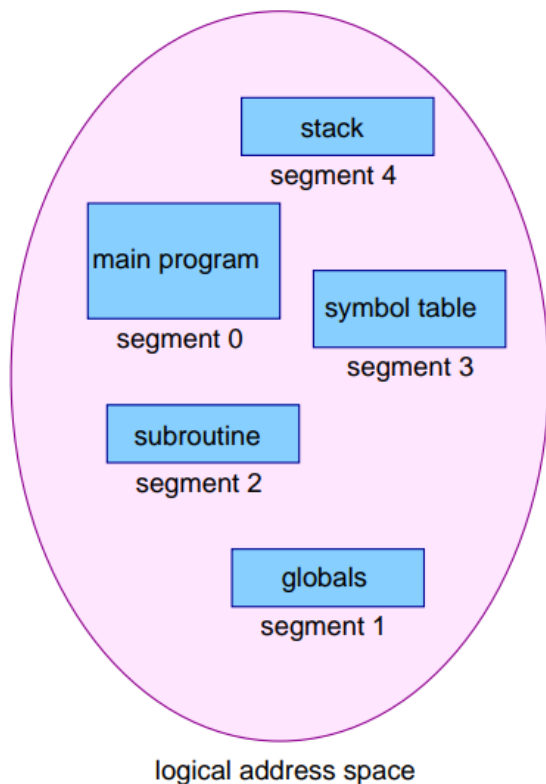 stack
segment 4
main program
segment 0
symbol table
segment 3
subroutine
segment 2
globals
segment 1
logical address space